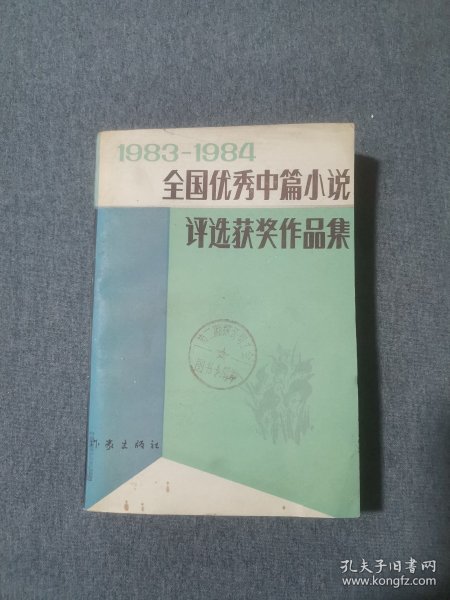 1983-1984
全国优秀中篇小说
评选获奖作品集
作家出版社
孔夫子旧书网
www.kongfz.com